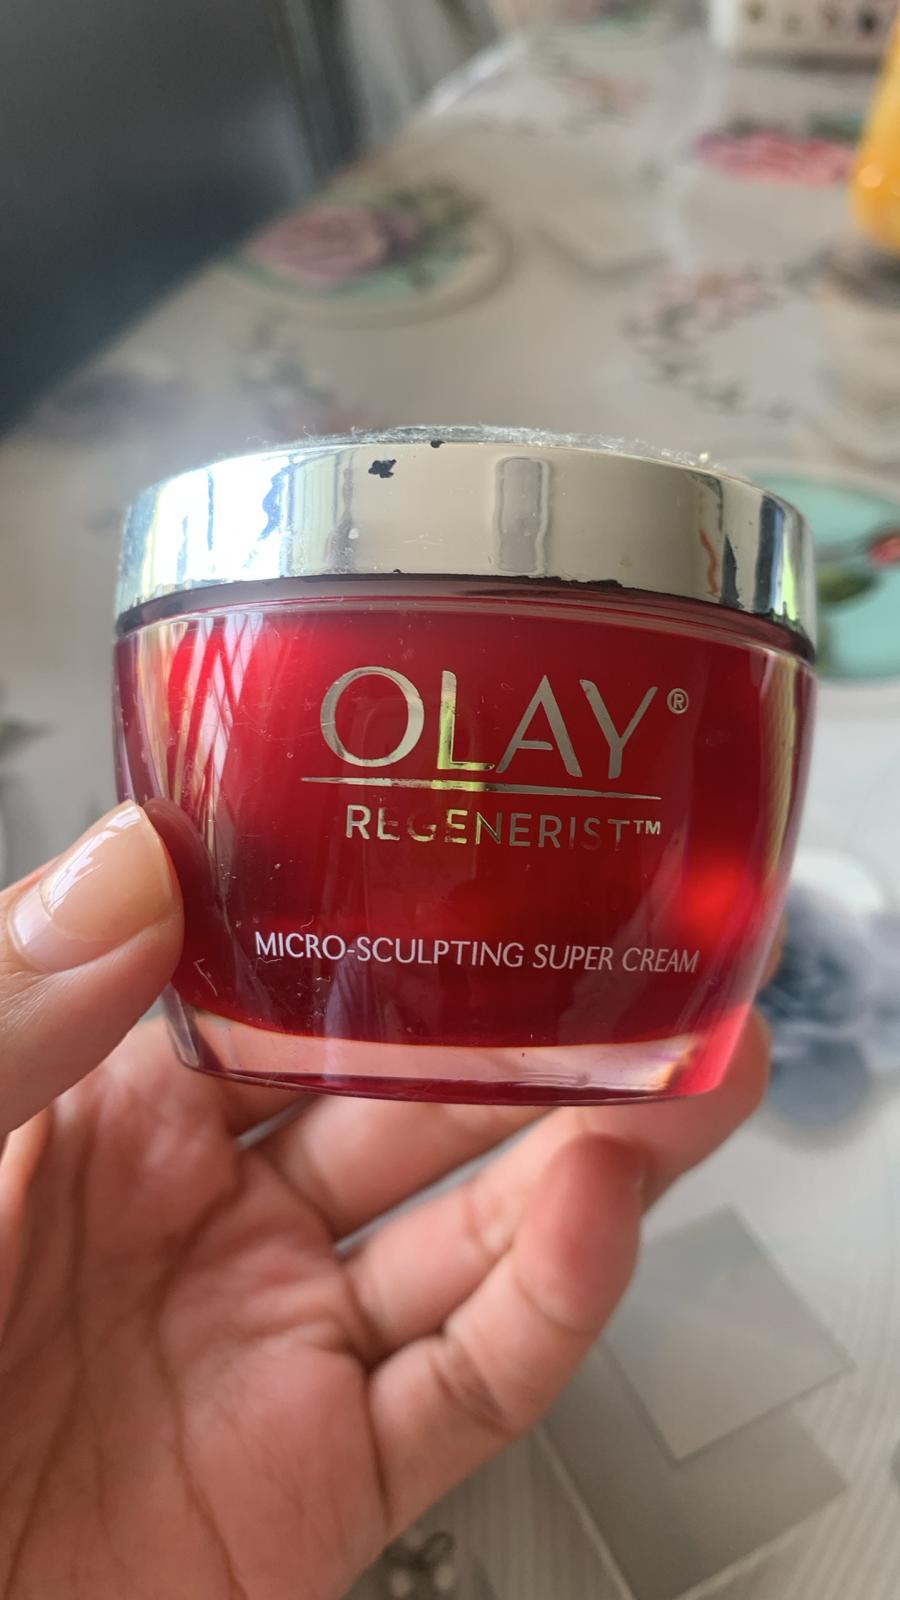 OLAY®
REGENERIST™
MICRO-SCULPTING SUPER CREAM